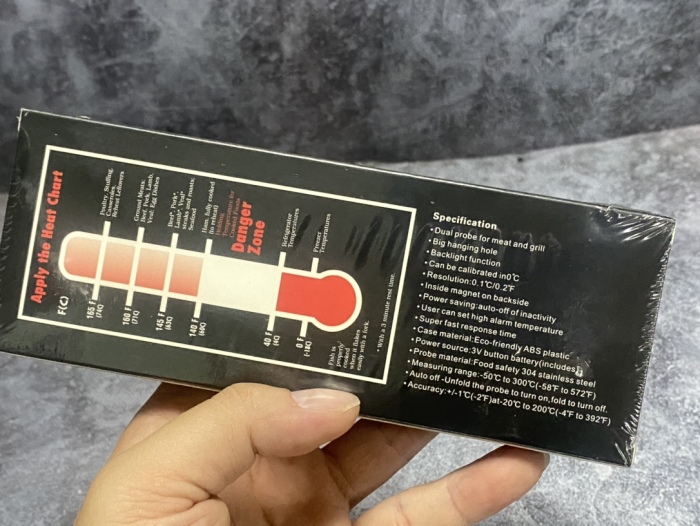 Apply the Heat Chart
F(C)
165 F
(74C)
Poultry, Stuffing,
Casseroles,
Reheat Leftovers
160 F
(71C)
Ground Meats:
Beef, Pork, Lamb,
Veal, Egg Dishes
145 F
(63C)
Beef*, Pork*,
Lamb*, Veal*
steaks and roasts;
Seafood
140 F
(60C)
Ham, fully cooked
(to reheat)
Danger
Zone
40 F
(4C)
Refrigerator
Temperatures
0 F
(-18C)
Freezer
Temperatures
Fish is
properly
cooked
when it flakes
easily with a fork.
* With a 3 minute rest time.
Specification
• Dual probe for meat and grill
• Big hanging hole
• Backlight function
• Can be calibrated in0℃
• Resolution:0.1℃/0.2℉
• Inside magnet on backside
• Power saving:auto-off of inactivity
• User can set high alarm temperature
• Super fast response time
• Case material:Eco-friendly ABS plastic
• Power source:3V button battery(includes)
• Probe material:Food safety 304 stainless steel
• Measuring range:-50℃ to 300℃(-58℉ to 572℉)
• Auto off -Unfold the probe to turn on,fold to turn off.
• Accuracy:+/-1℃(-2℉)at-20℃ to 200℃(-4℉ to 392℉)